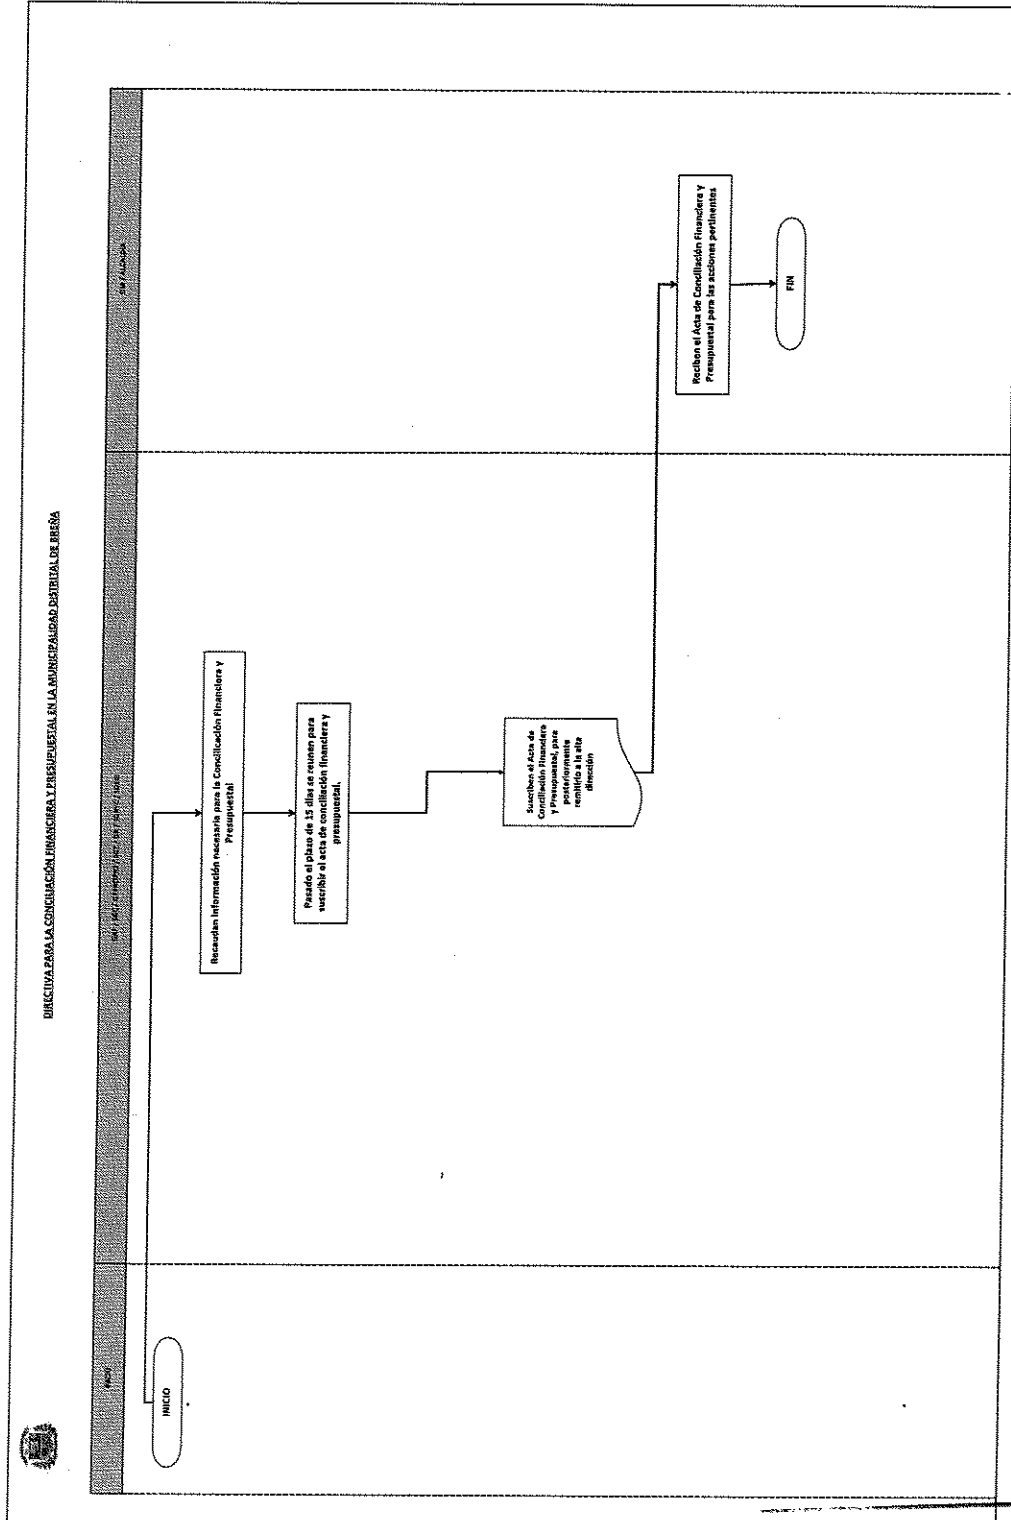 DIRECTIVA PARA LA CONCILIACIÓN FINANCIERA Y PRESUPUESTAL EN LA MUNICIPALIDAD DISTRITAL DE BREÑA
INICIO
Recaudan información necesaria para la Conciliación Financiera y
Presupuestal
Pasado el plazo de 15 días se reunen para
suscribir el acta de conciliación financiera y
presupuestal.
Suscriben el Acta de
Conciliación Financiera
y Presupuestal, para
posteriormente
remitirlo a la alta
dirección
Reciben el Acta de Conciliación Financiera y
Presupuestal para las acciones pertinentes
FIN